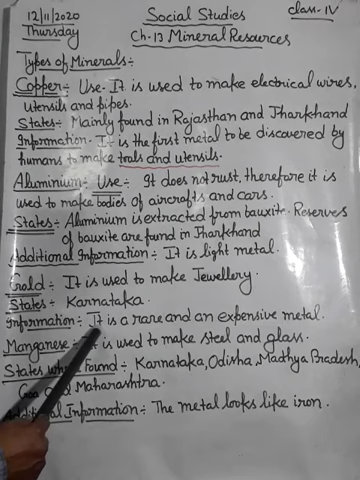 12/11/2020 Social Studies class-IV
Thursday Ch-13 Mineral Resources
Types of Minerals:-
Copper:- Use- It is used to make electrical wires,
utensils and pipes.
States:- Mainly found in Rajasthan and Jharkhand
Information- It is the first metal to be discovered by
humans to make tools and utensils.
Aluminium:- Use:- It does not rust, therefore it is
used to make bodies of aircrafts and cars.
States:- Aluminium is extracted from bauxite. Reserves
of bauxite are found in Jharkhand
Additional Information:- It is light metal.
Gold:- It is used to make Jewellery.
States:- Karnataka.
Information:- It is a rare and an expensive metal.
Manganese:- is used to make steel and glass.
States Found:- Karnataka, Odisha, Madhya Pradesh,
Maharashtra.
Information:- The metal looks like iron.